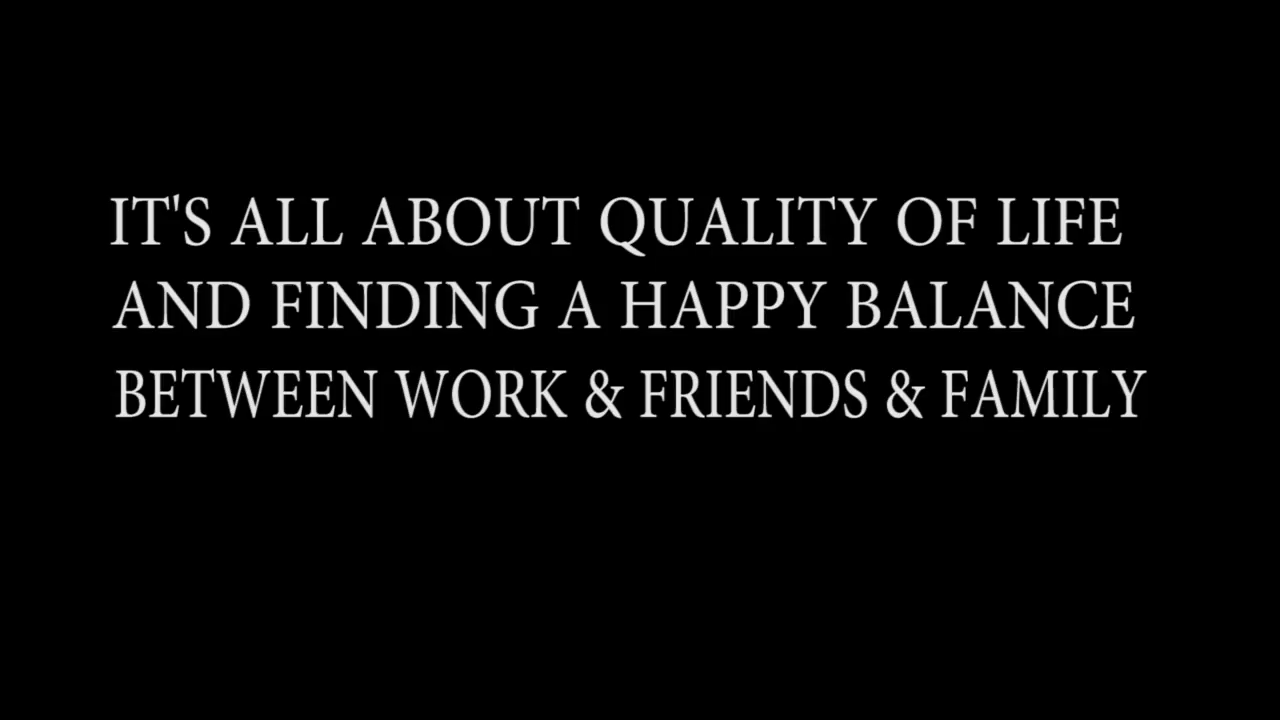 IT'S ALL ABOUT QUALITY OF LIFE
AND FINDING A HAPPY BALANCE
BETWEEN WORK & FRIENDS & FAMILY